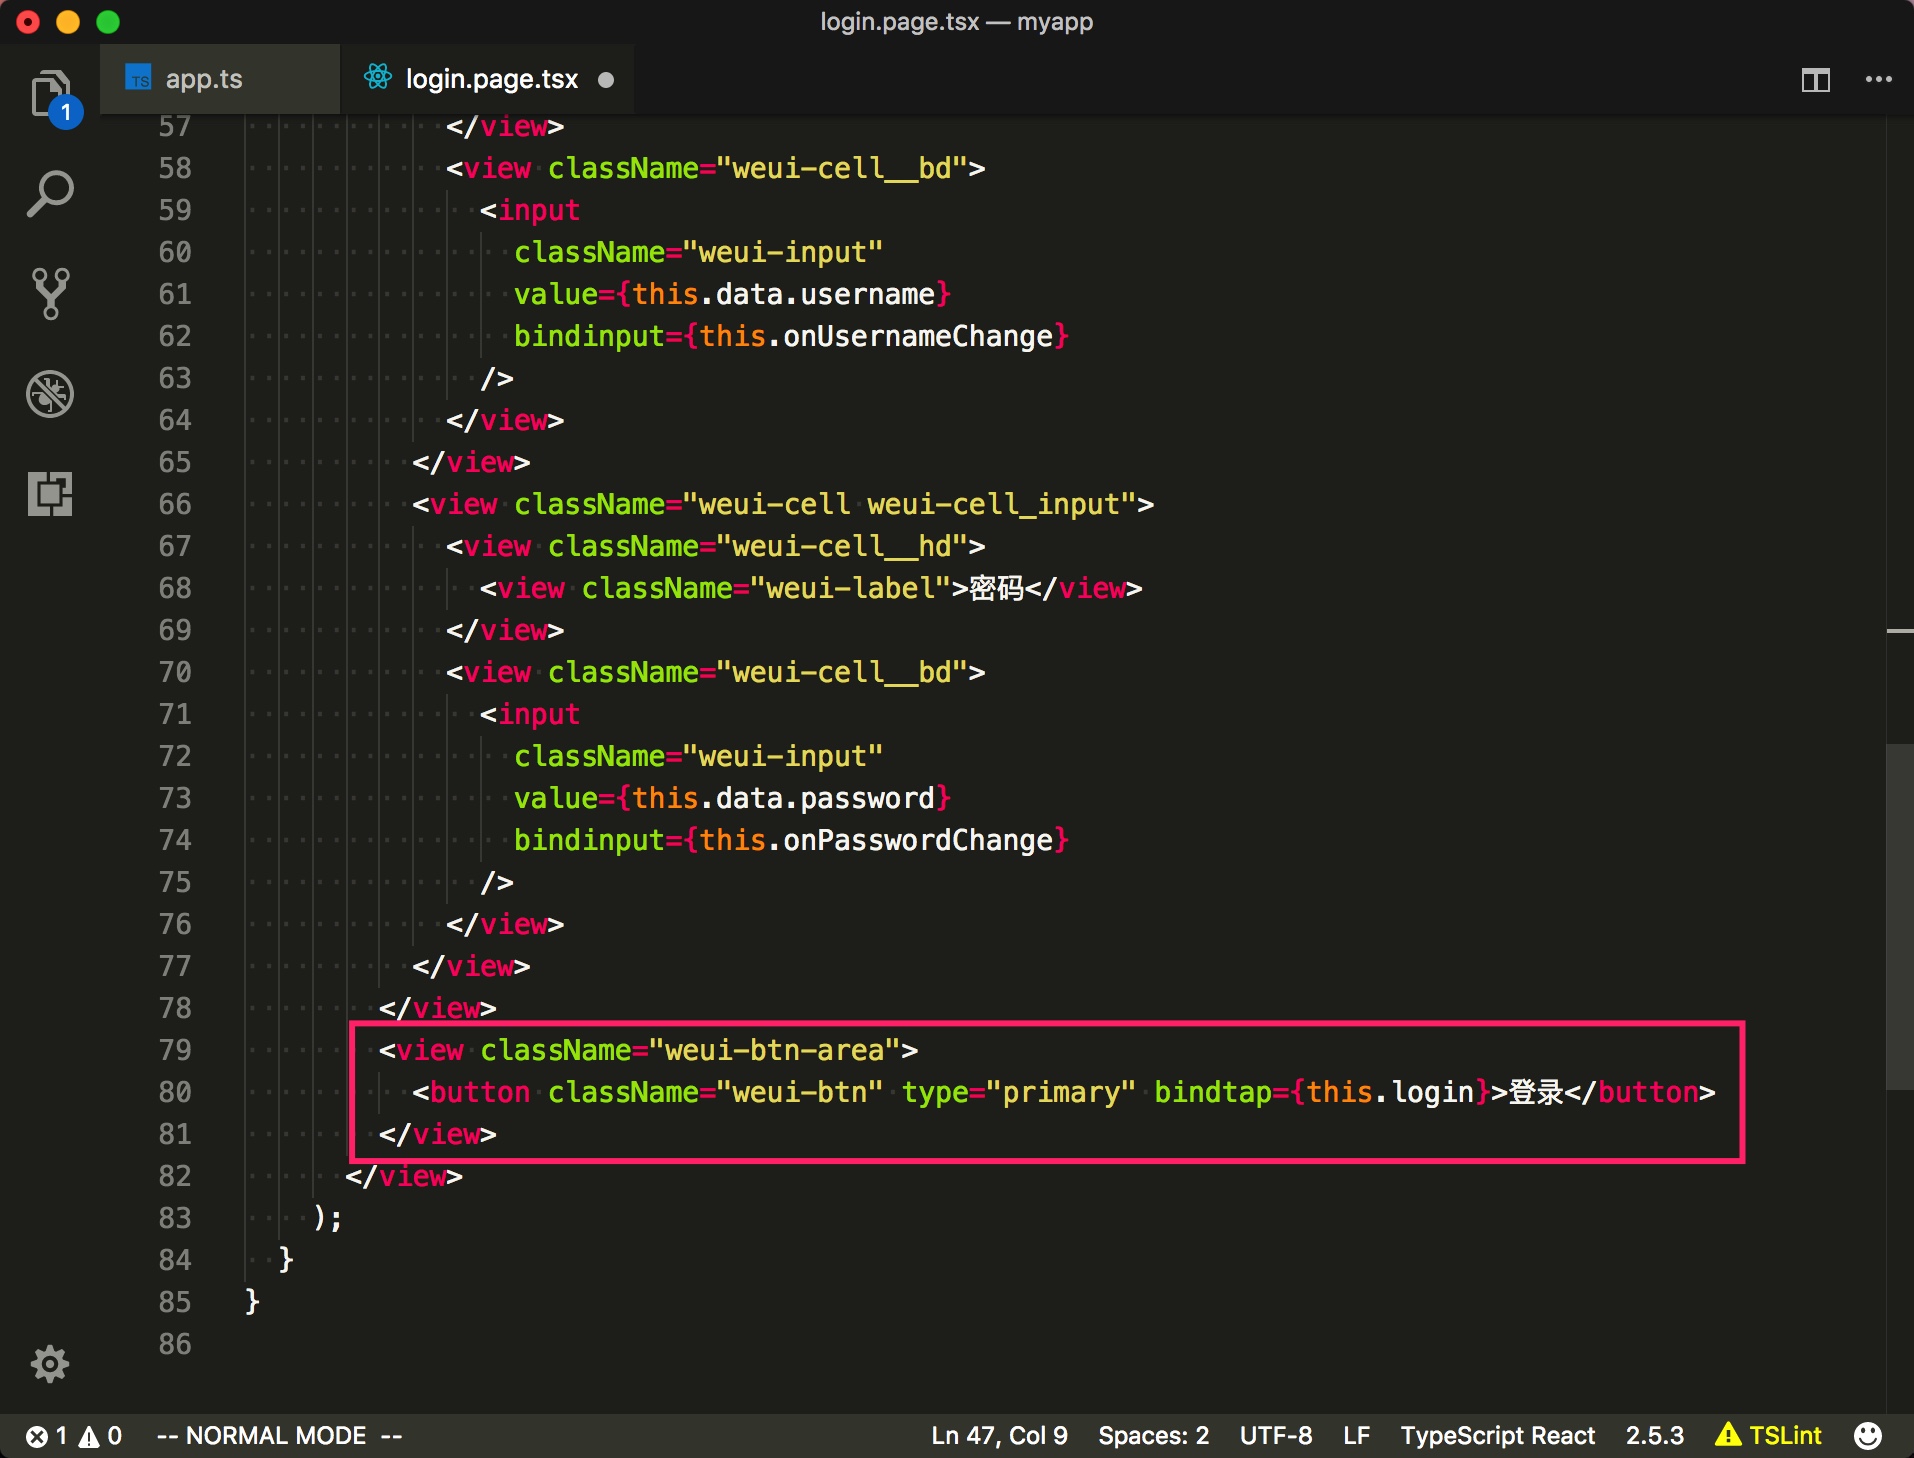 login.page.tsx — myapp
TS app.ts login.page.tsx
1
57 </view>
58 <view className="weui-cell__bd">
59 <input
60 className="weui-input"
61 value={this.data.username}
62 bindinput={this.onUsernameChange}
63 />
64 </view>
65 </view>
66 <view className="weui-cell weui-cell_input">
67 <view className="weui-cell__hd">
68 <view className="weui-label">密码</view>
69 </view>
70 <view className="weui-cell__bd">
71 <input
72 className="weui-input"
73 value={this.data.password}
74 bindinput={this.onPasswordChange}
75 />
76 </view>
77 </view>
78 </view>
79 <view className="weui-btn-area">
80 <button className="weui-btn" type="primary" bindtap={this.login}>登录</button>
81 </view>
82 </view>
83 );
84 }
85 }
86
1 0 -- NORMAL MODE -- Ln 47, Col 9 Spaces: 2 UTF-8 LF TypeScript React 2.5.3 TSLint